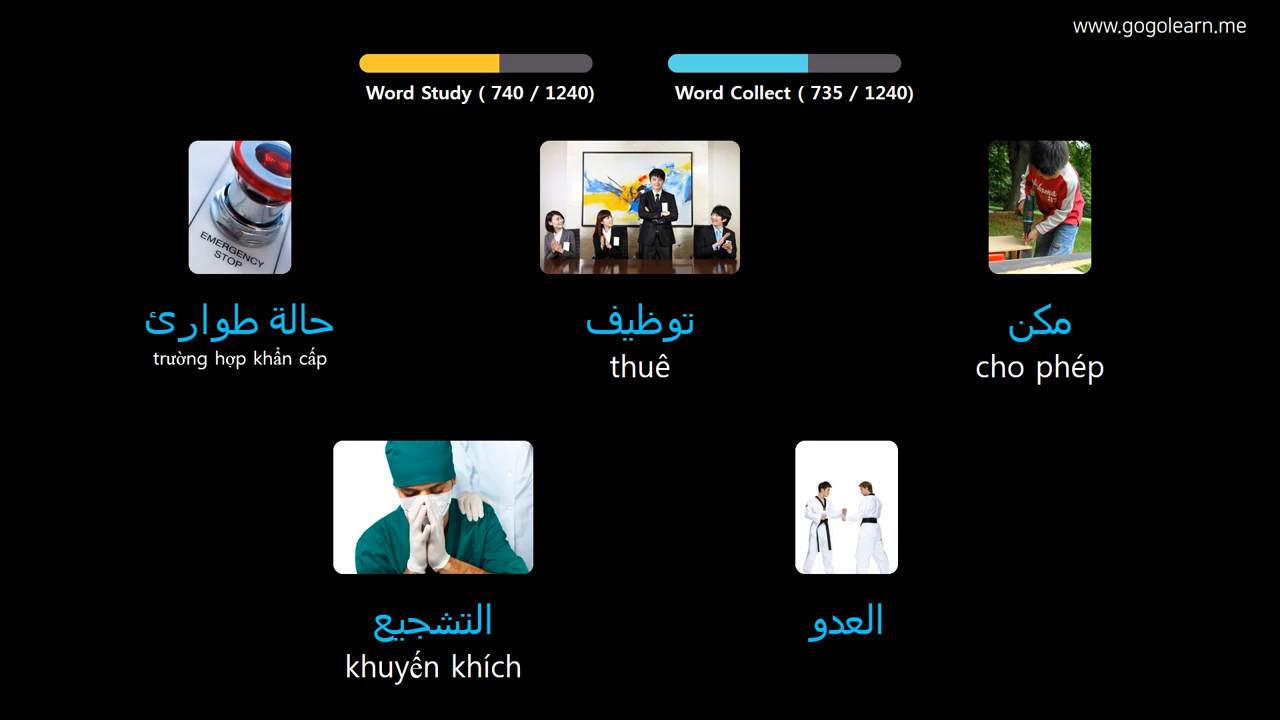 www.gogolearn.me
Word Study ( 740 / 1240)
Word Collect ( 735 / 1240)
EMERGENCY
STOP
حالة طوارئ
trường hợp khẩn cấp
توظيف
thuê
مكن
cho phép
التشجيع
khuyến khích
العدو